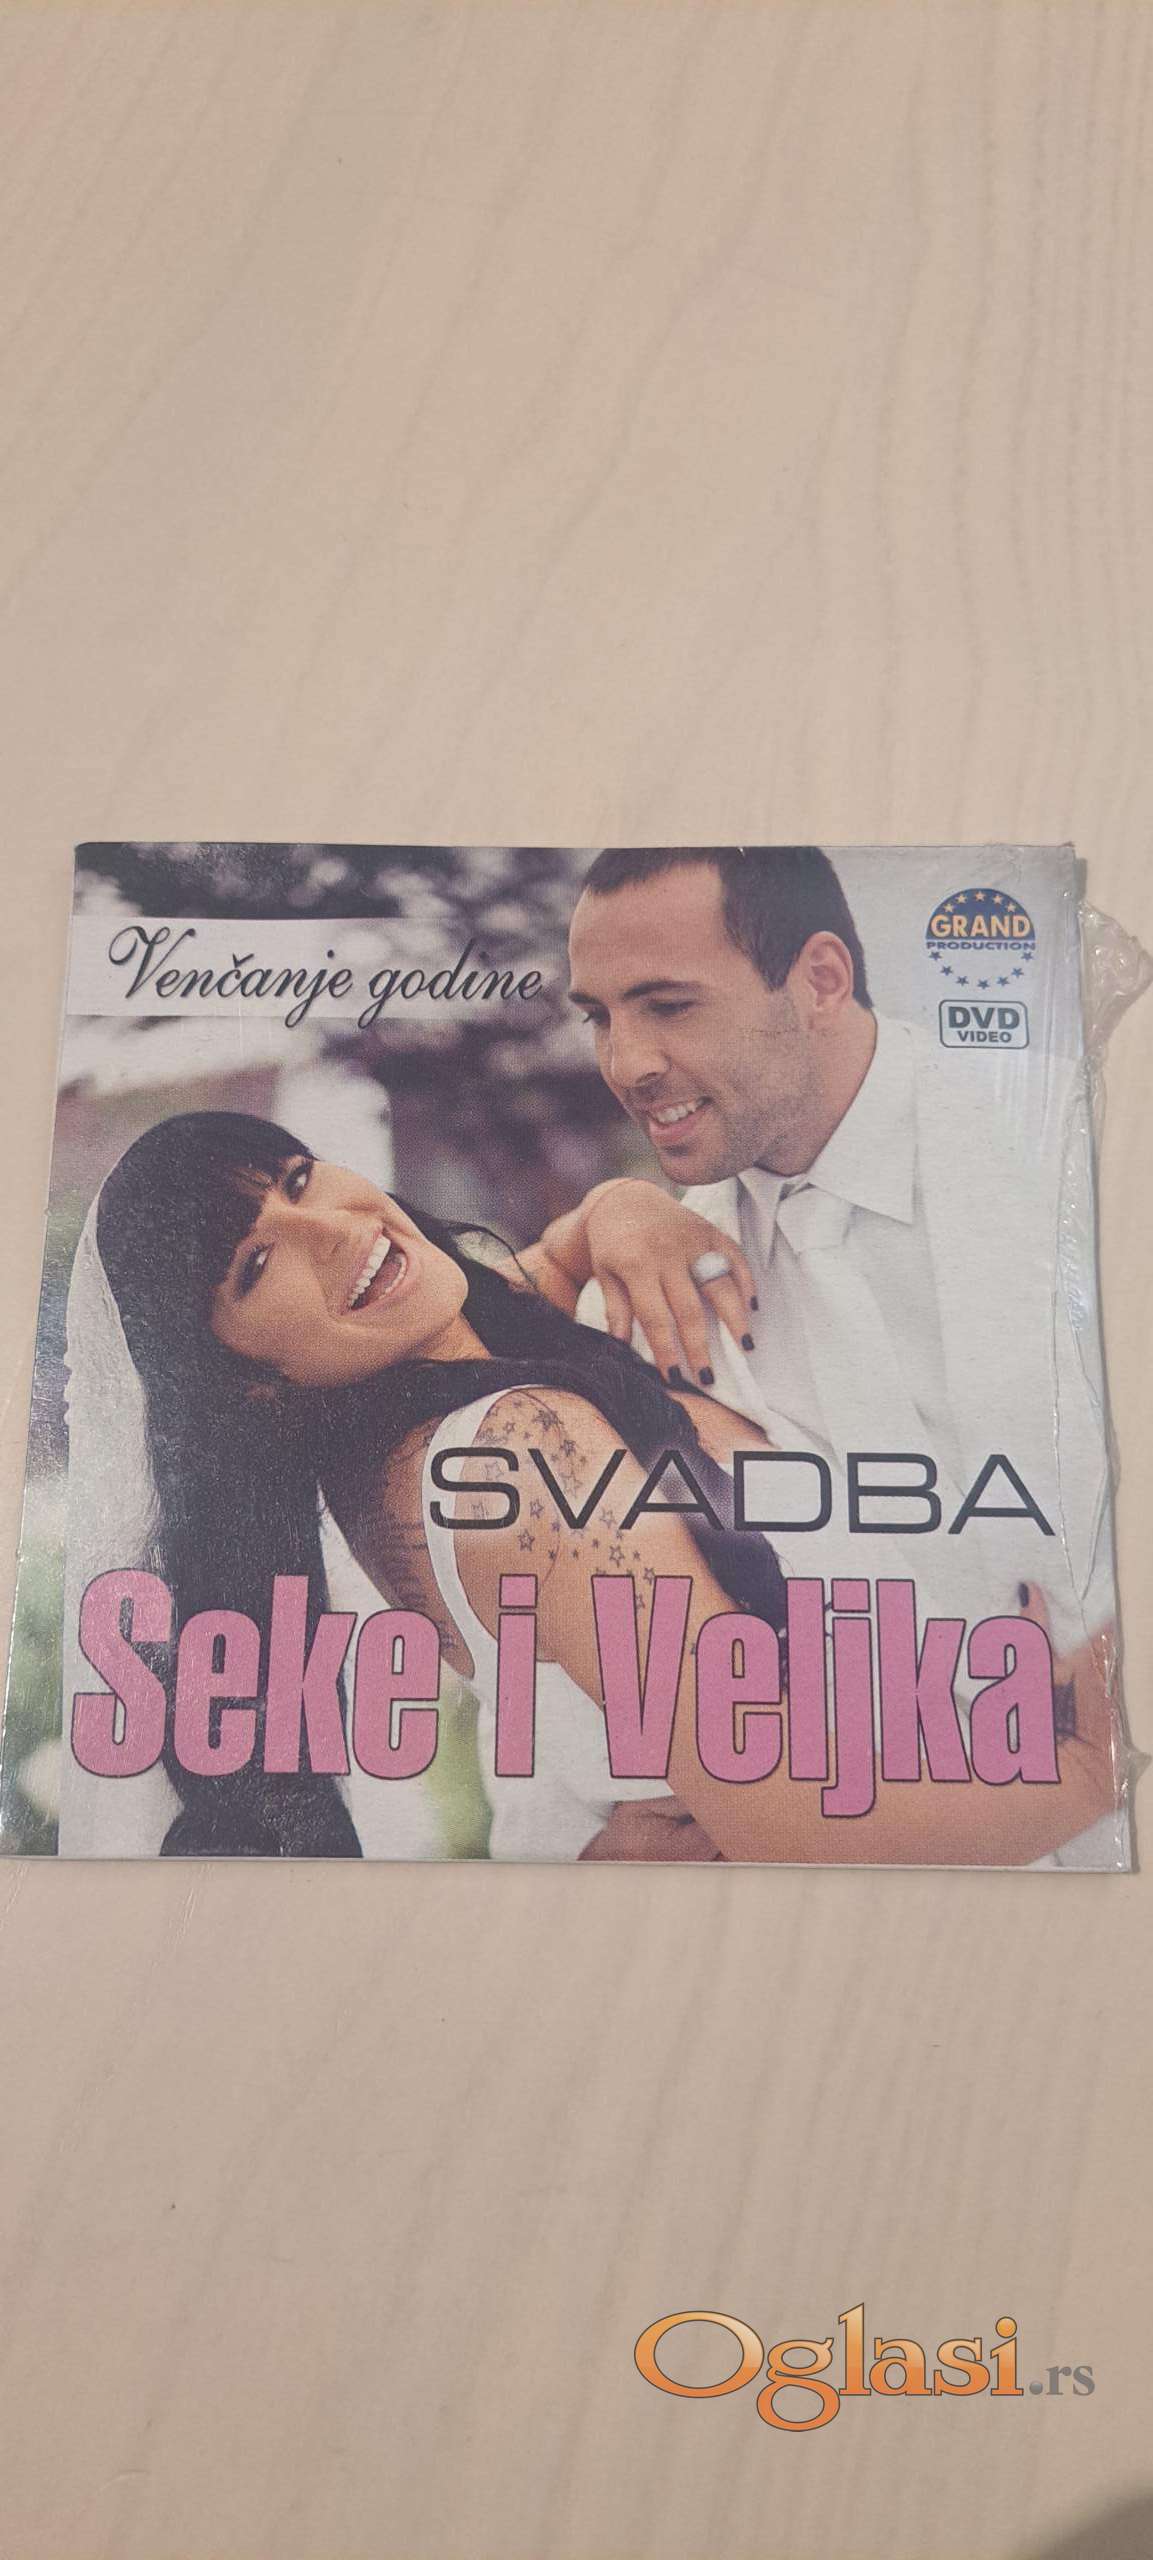 Venčanje godine
GRAND
PRODUCTION
DVD
VIDEO
SVADBA
Seke i Veljka
Oglasi.rs